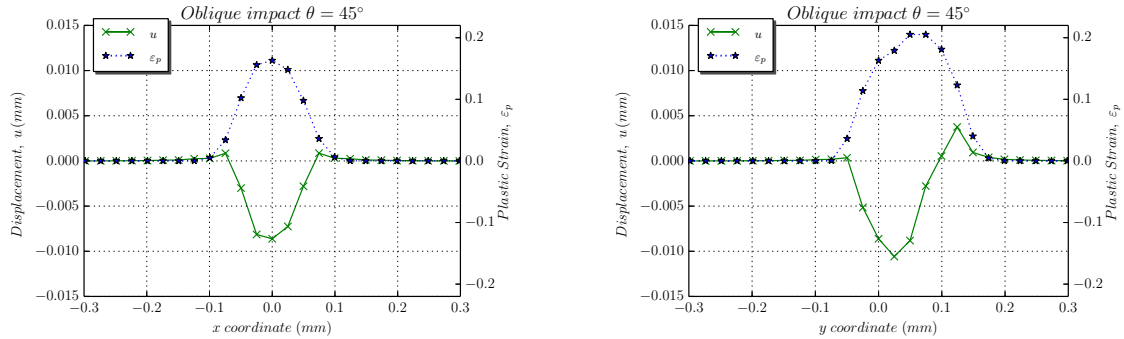 Oblique impact θ = 45°
u
ε_p
0.015
0.010
0.005
0.000
−0.005
−0.010
−0.015
Displacement, u (mm)
0.2
0.1
0.0
−0.1
−0.2
Plastic Strain, ε_p
−0.3 −0.2 −0.1 0.0 0.1 0.2 0.3
x coordinate (mm)
Oblique impact θ = 45°
u
ε_p
0.015
0.010
0.005
0.000
−0.005
−0.010
−0.015
Displacement, u (mm)
0.2
0.1
0.0
−0.1
−0.2
Plastic Strain, ε_p
−0.3 −0.2 −0.1 0.0 0.1 0.2 0.3
y coordinate (mm)